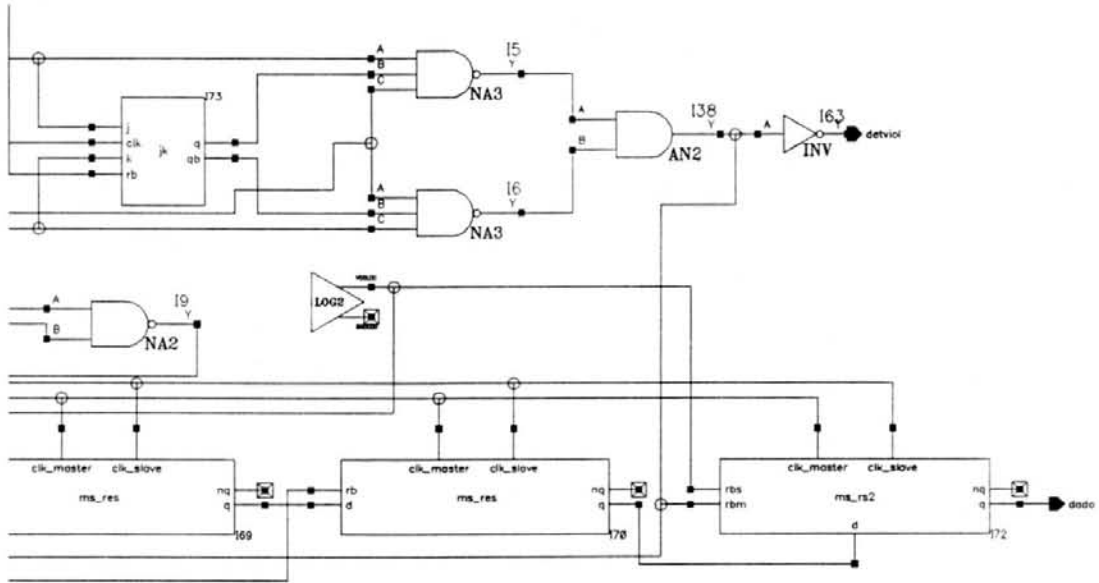 A
B
C
I5
Y
NA3
I73
j
clk
k
rb
jk
q
qb
A
B
I38
Y
AN2
A
I63
Y
INV
detviol
A
B
C
I6
Y
NA3
LOG2
A
B
I9
Y
NA2
clk_master clk_slave
ms_res
nq
q
I69
clk_master clk_slave
rb
d
ms_res
nq
q
I70
clk_master clk_slave
rbs
rbm
ms_rs2
nq
q
d
I72
dado